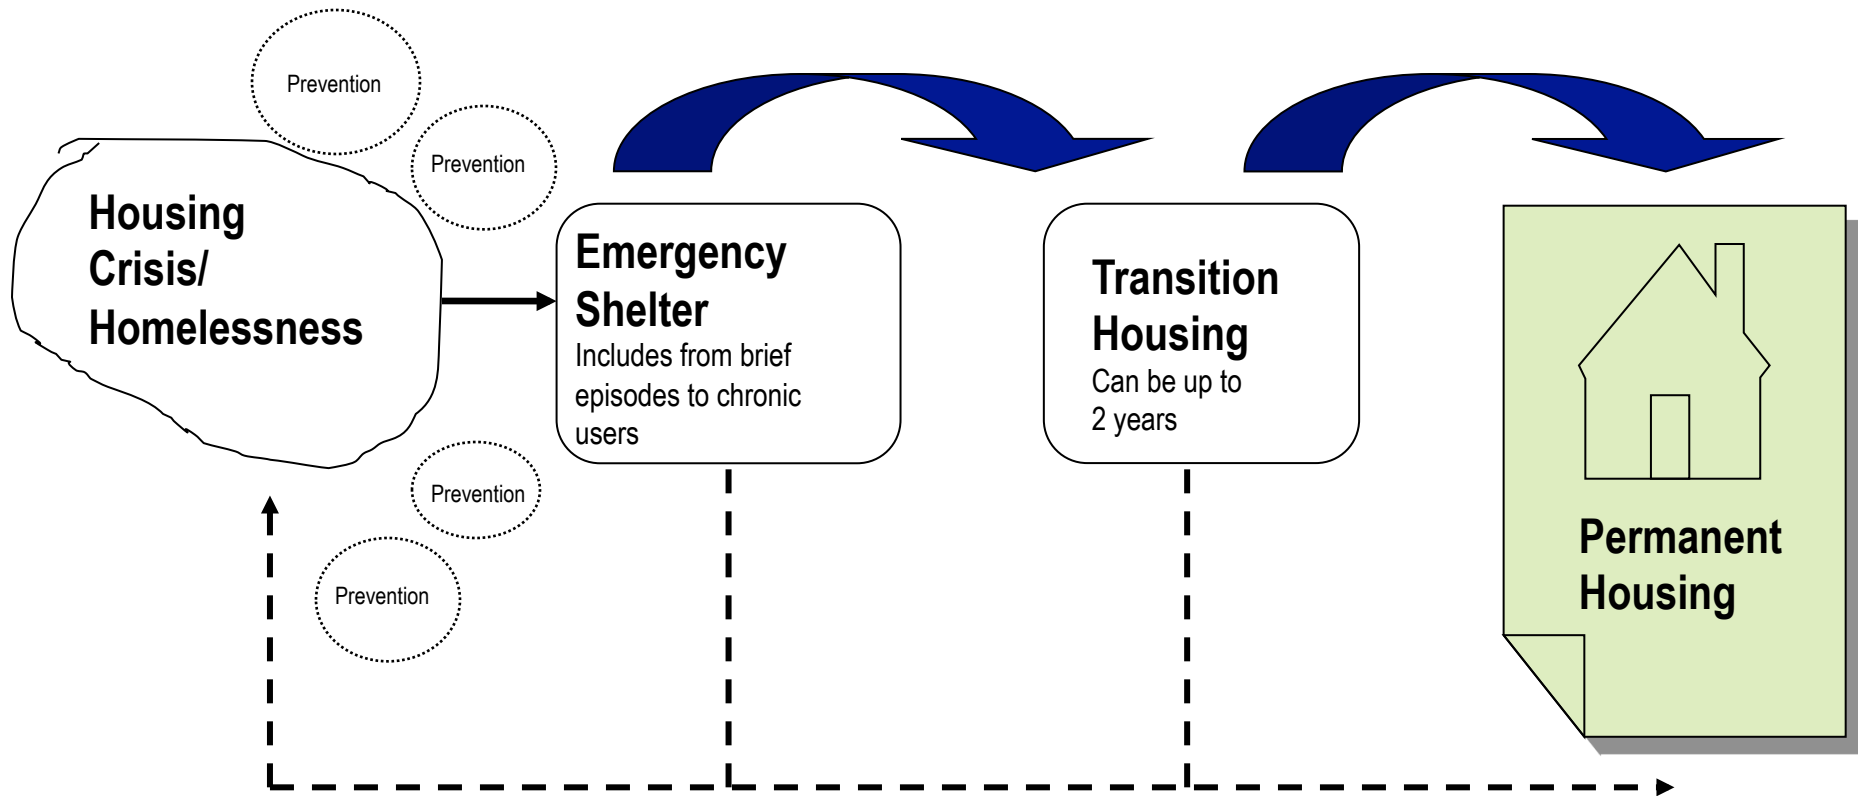 Prevention
Prevention
Housing
Crisis/
Homelessness
Emergency
Shelter
Includes from brief
episodes to chronic
users
Transition
Housing
Can be up to
2 years
Prevention
Prevention
Permanent
Housing